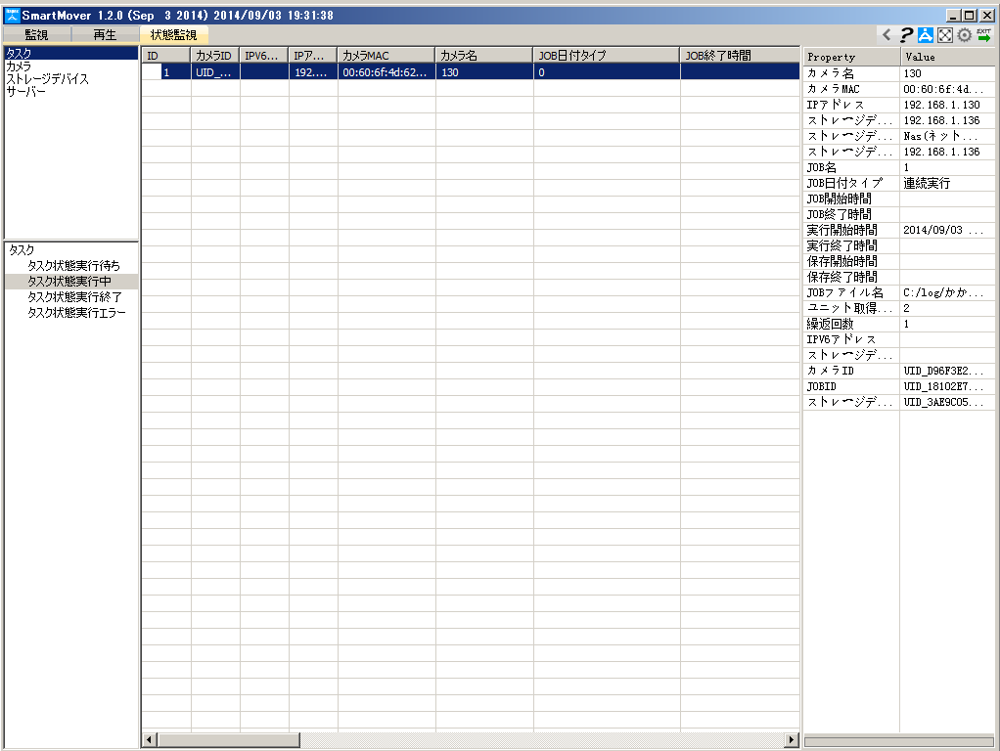 SmartMover 1.2.0 (Sep 3 2014) 2014/09/03 19:31:38
監視 再生 状態監視
EXIT
タスク
カメラ
ストレージデバイス
サーバー
タスク
タスク状態実行待ち
タスク状態実行中
タスク状態実行終了
タスク状態実行エラー
ID カメラID IPV6... IPア... カメラMAC カメラ名 JOB日付タイプ JOB終了時間
1 UID_... 192.... 00:60:6f:4d:62... 130 0
Property Value
カメラ名 130
カメラMAC 00:60:6f:4d...
IPアドレス 192.168.1.130
ストレージデ... 192.168.1.136
ストレージデ... Nas(ネット...
ストレージデ... 192.168.1.136
JOB名 1
JOB日付タイプ 連続実行
JOB開始時間
JOB終了時間
実行開始時間 2014/09/03 ...
実行終了時間
保存開始時間
保存終了時間
JOBファイル名 C:/log/かか...
ユニット取得... 2
繰返回数 1
IPV6アドレス
ストレージデ...
カメラID UID_D96F3E2...
JOBID UID_18102E7...
ストレージデ... UID_3AE9C05...